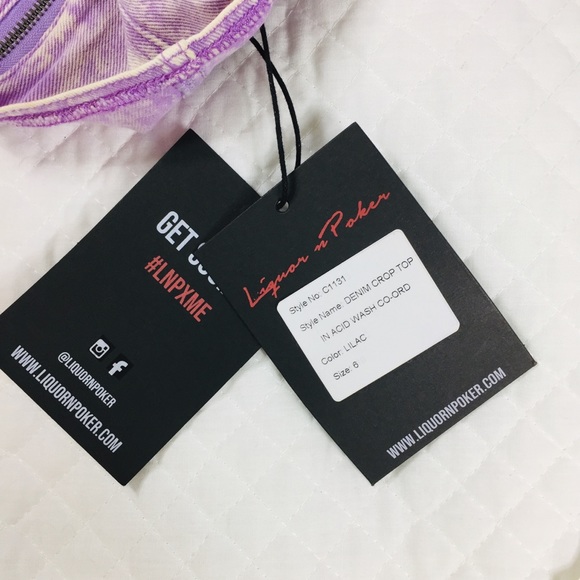 GET
#LNPXME
@LIQUORNPOKER
WWW.LIQUORNPOKER.COM
Liquor n Poker
Style No: C1131
Style Name: DENIM CROP TOP
IN ACID WASH CO-ORD
Color: LILAC
Size: 6
WWW.LIQUORNPOKER.COM